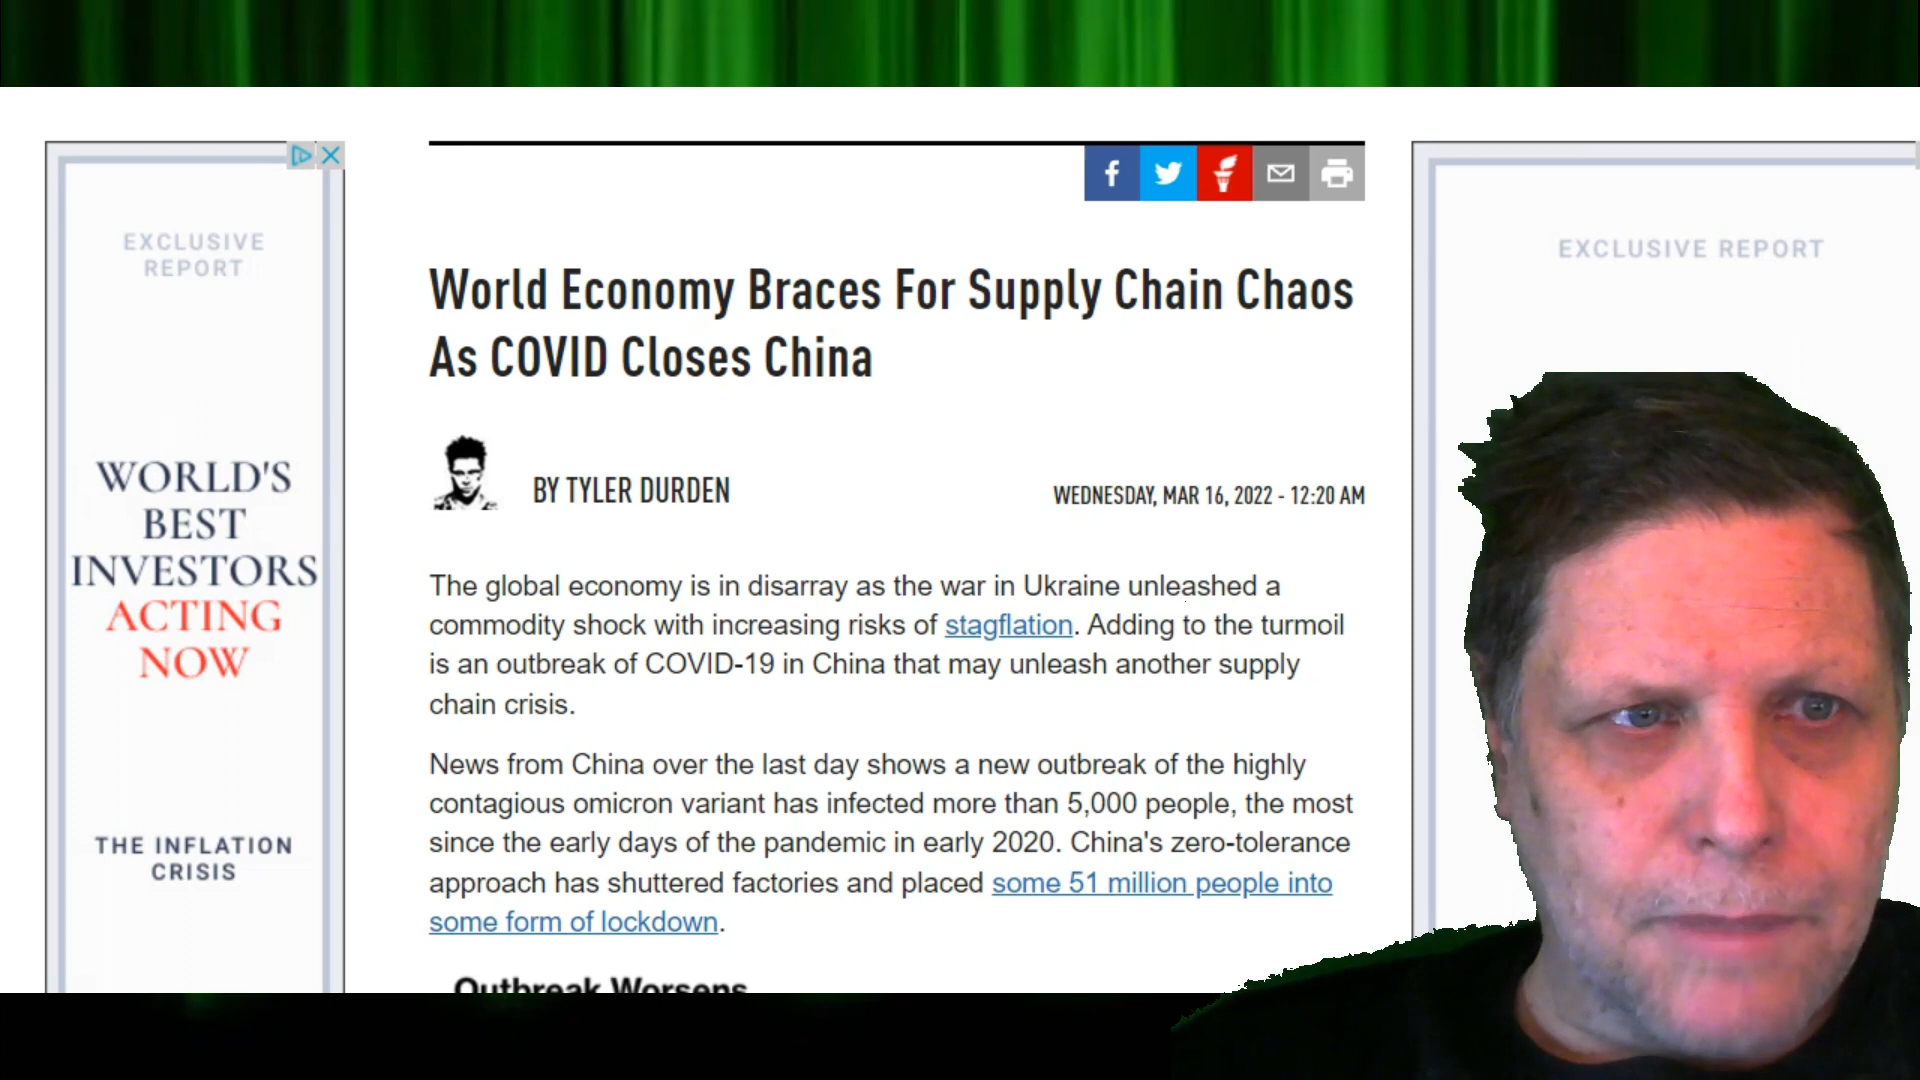 EXCLUSIVE
REPORT
WORLD'S
BEST
INVESTORS
ACTING
NOW
THE INFLATION
CRISIS
World Economy Braces For Supply Chain Chaos
As COVID Closes China
BY TYLER DURDEN
WEDNESDAY, MAR 16, 2022 - 12:20 AM
The global economy is in disarray as the war in Ukraine unleashed a
commodity shock with increasing risks of stagflation. Adding to the turmoil
is an outbreak of COVID-19 in China that may unleash another supply
chain crisis.
News from China over the last day shows a new outbreak of the highly
contagious omicron variant has infected more than 5,000 people, the most
since the early days of the pandemic in early 2020. China's zero-tolerance
approach has shuttered factories and placed some 51 million people into
some form of lockdown.
Outbreak Worsens
EXCLUSIVE REPORT